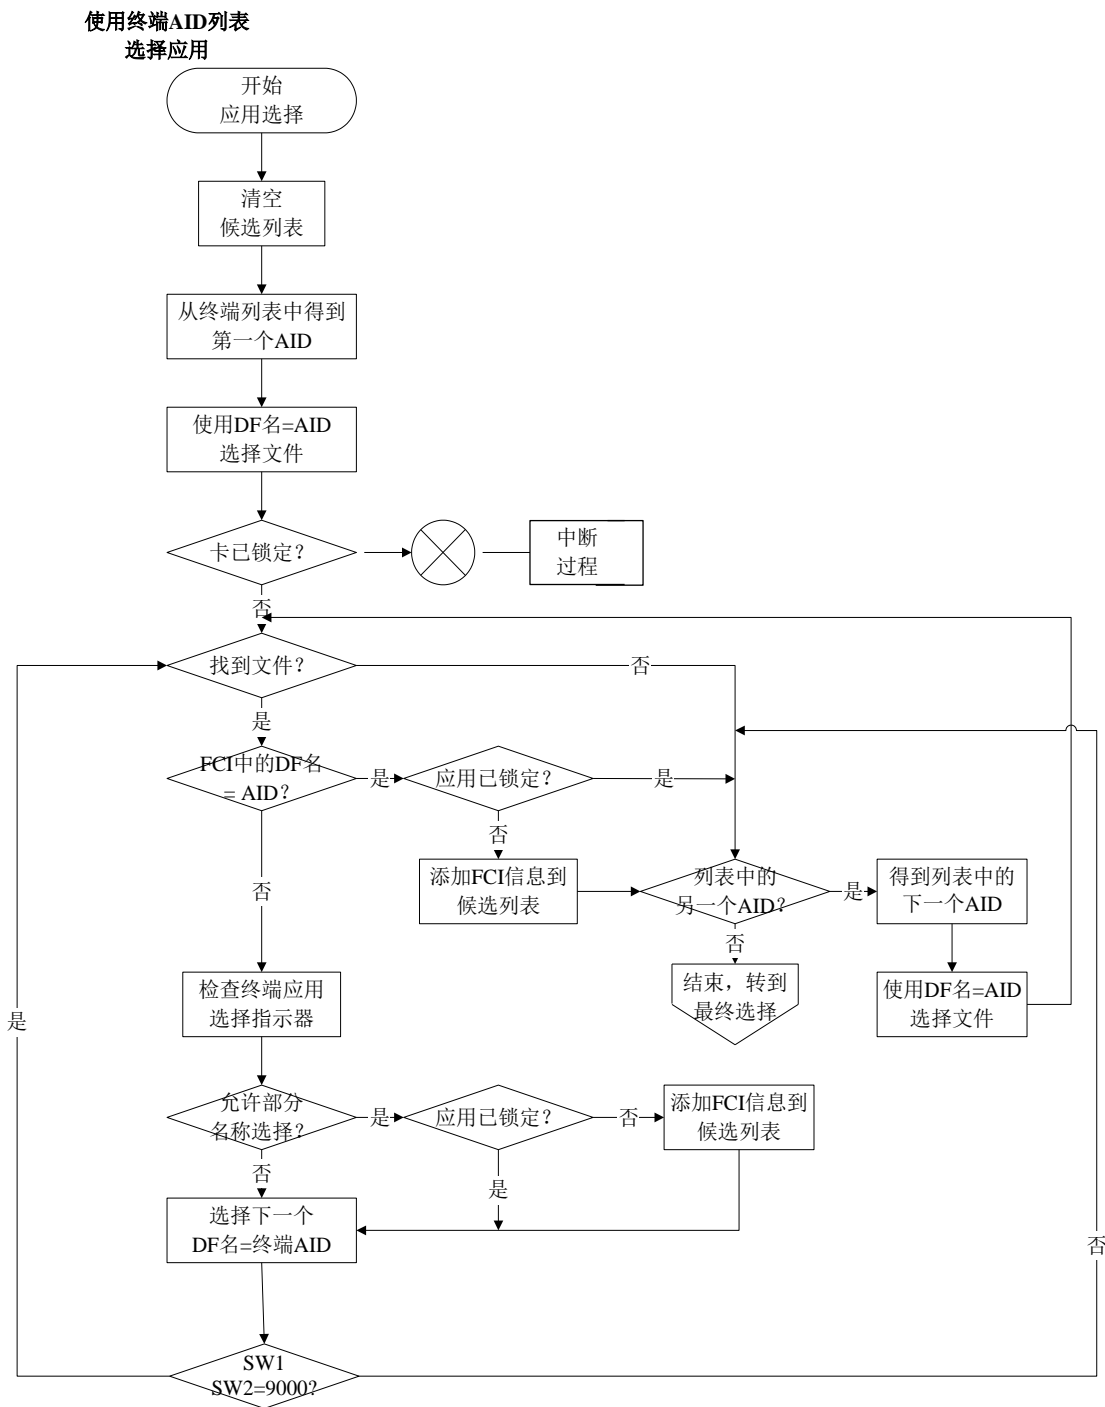 使用终端AID列表
选择应用
开始
应用选择
清空
候选列表
从终端列表中得到
第一个AID
使用DF名=AID
选择文件
卡已锁定?
中断
过程
否
找到文件?
否
是
FCI中的DF名
= AID?
是
应用已锁定?
是
否
添加FCI信息到
候选列表
列表中的
另一个AID?
是
得到列表中的
下一个AID
否
否
结束，转到
最终选择
使用DF名=AID
选择文件
检查终端应用
选择指示器
是
允许部分
名称选择?
是
应用已锁定?
否
添加FCI信息到
候选列表
否
是
选择下一个
DF名=终端AID
否
SW1
SW2=9000?